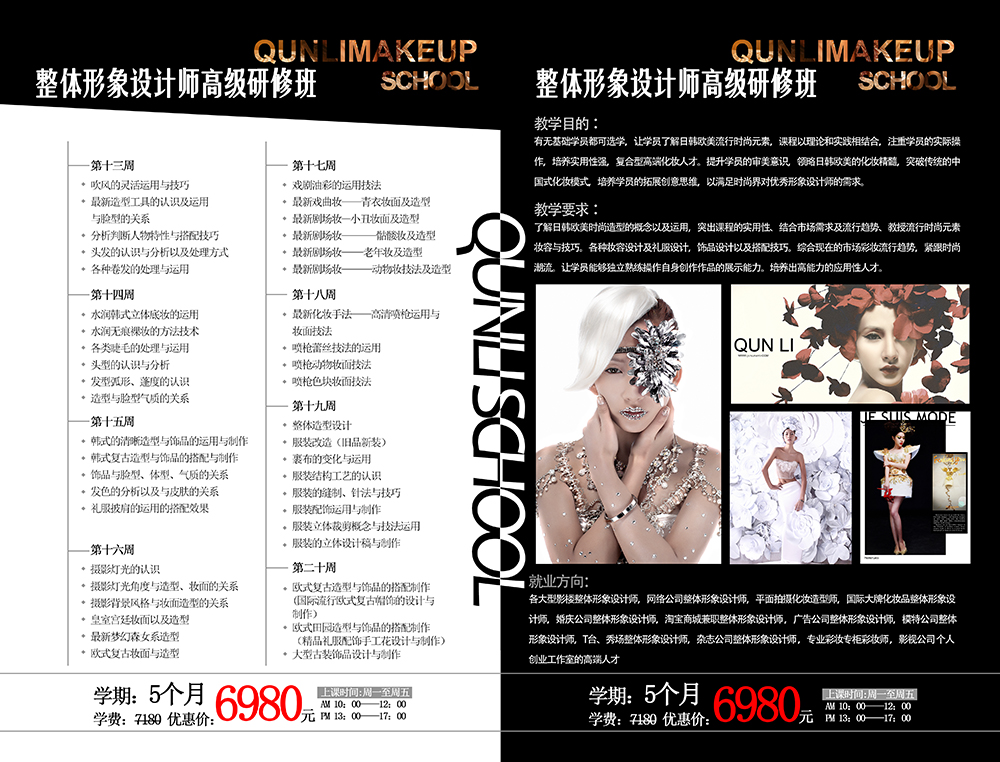 QUNLIMAKEUP
SCHOOL
整体形象设计师高级研修班
第十三周
吹风的灵活运用与技巧
最新造型工具的认识及运用
与脸型的关系
分析判断人物特性与搭配技巧
头发的认识与分析以及处理方式
各种卷发的处理与运用
第十四周
水润韩式立体底妆的运用
水润无痕裸妆的方法技术
各类睫毛的处理与运用
头型的认识与分析
发型弧形、蓬度的认识
造型与脸型气质的关系
第十五周
韩式的清晰造型与饰品的运用与制作
韩式复古造型与饰品的搭配与制作
饰品与脸型、体型、气质的关系
发色的分析以及与皮肤的关系
礼服披肩的运用的搭配效果
第十六周
摄影灯光的认识
摄影灯光角度与造型、妆面的关系
摄影背景风格与妆面造型的关系
皇室宫廷妆面以及造型
最新梦幻森女系造型
欧式复古妆面与造型
第十七周
戏剧油彩的运用技法
最新戏曲妆——青衣妆面及造型
最新剧场妆—小丑妆面及造型
最新剧场妆———骷髅妆及造型
最新剧场妆——老年妆及造型
最新剧场妆———动物妆技法及造型
第十八周
最新化妆手法——高清喷枪运用与
妆面技法
喷枪蕾丝技法的运用
喷枪动物妆面技法
喷枪色块妆面技法
第十九周
整体造型设计
服装改造（旧品新装）
裹布的变化与运用
服装结构工艺的认识
服装的缝制、针法与技巧
服装配饰运用与制作
服装立体裁剪概念与技法运用
服装的立体设计稿与制作
第二十周
欧式复古造型与饰品的搭配制作
(国际流行欧式复古帽饰的设计与
制作）
欧式田园造型与饰品的搭配制作
（精品礼服配饰手工花设计与制作）
大型古装饰品设计与制作
QUNLISCHOOL
学期：5个月
学费：7180 优惠价：6980元
上课时间:周一至周五
AM 10：00——12：00
PM 13：00——17：00
QUNLIMAKEUP
SCHOOL
整体形象设计师高级研修班
教学目的：
有无基础学员都可选学，让学员了解日韩欧美流行时尚元素，课程以理论和实践相结合，注重学员的实际操
作，培养实用性强，复合型高端化妆人才。提升学员的审美意识，领略日韩欧美的化妆精髓，突破传统的中
国式化妆模式，培养学员的拓展创意思维，以满足时尚界对优秀形象设计师的需求。
教学要求：
了解日韩欧美时尚造型的概念以及运用，突出课程的实用性、结合市场需求及流行趋势、教授流行时尚元素
妆容与技巧。各种妆容设计及礼服设计，饰品设计以及搭配技巧。综合现在的市场彩妆流行趋势，紧跟时尚
潮流。让学员能够独立熟练操作自身创作作品的展示能力。培养出高能力的应用性人才。
QUN LI
JE SUIS MODE
就业方向:
各大型影楼整体形象设计师，网络公司整体形象设计师，平面拍摄化妆造型师，国际大牌化妆品整体形象设
计师，婚庆公司整体形象设计师，淘宝商城兼职整体形象设计师，广告公司整体形象设计师，模特公司整体
形象设计师，T台、秀场整体形象设计师，杂志公司整体形象设计师，专业彩妆专柜彩妆师，影视公司个人
创业工作室的高端人才
学期：5个月
学费：7180 优惠价：6980元
上课时间:周一至周五
AM 10：00——12：00
PM 13：00——17：00